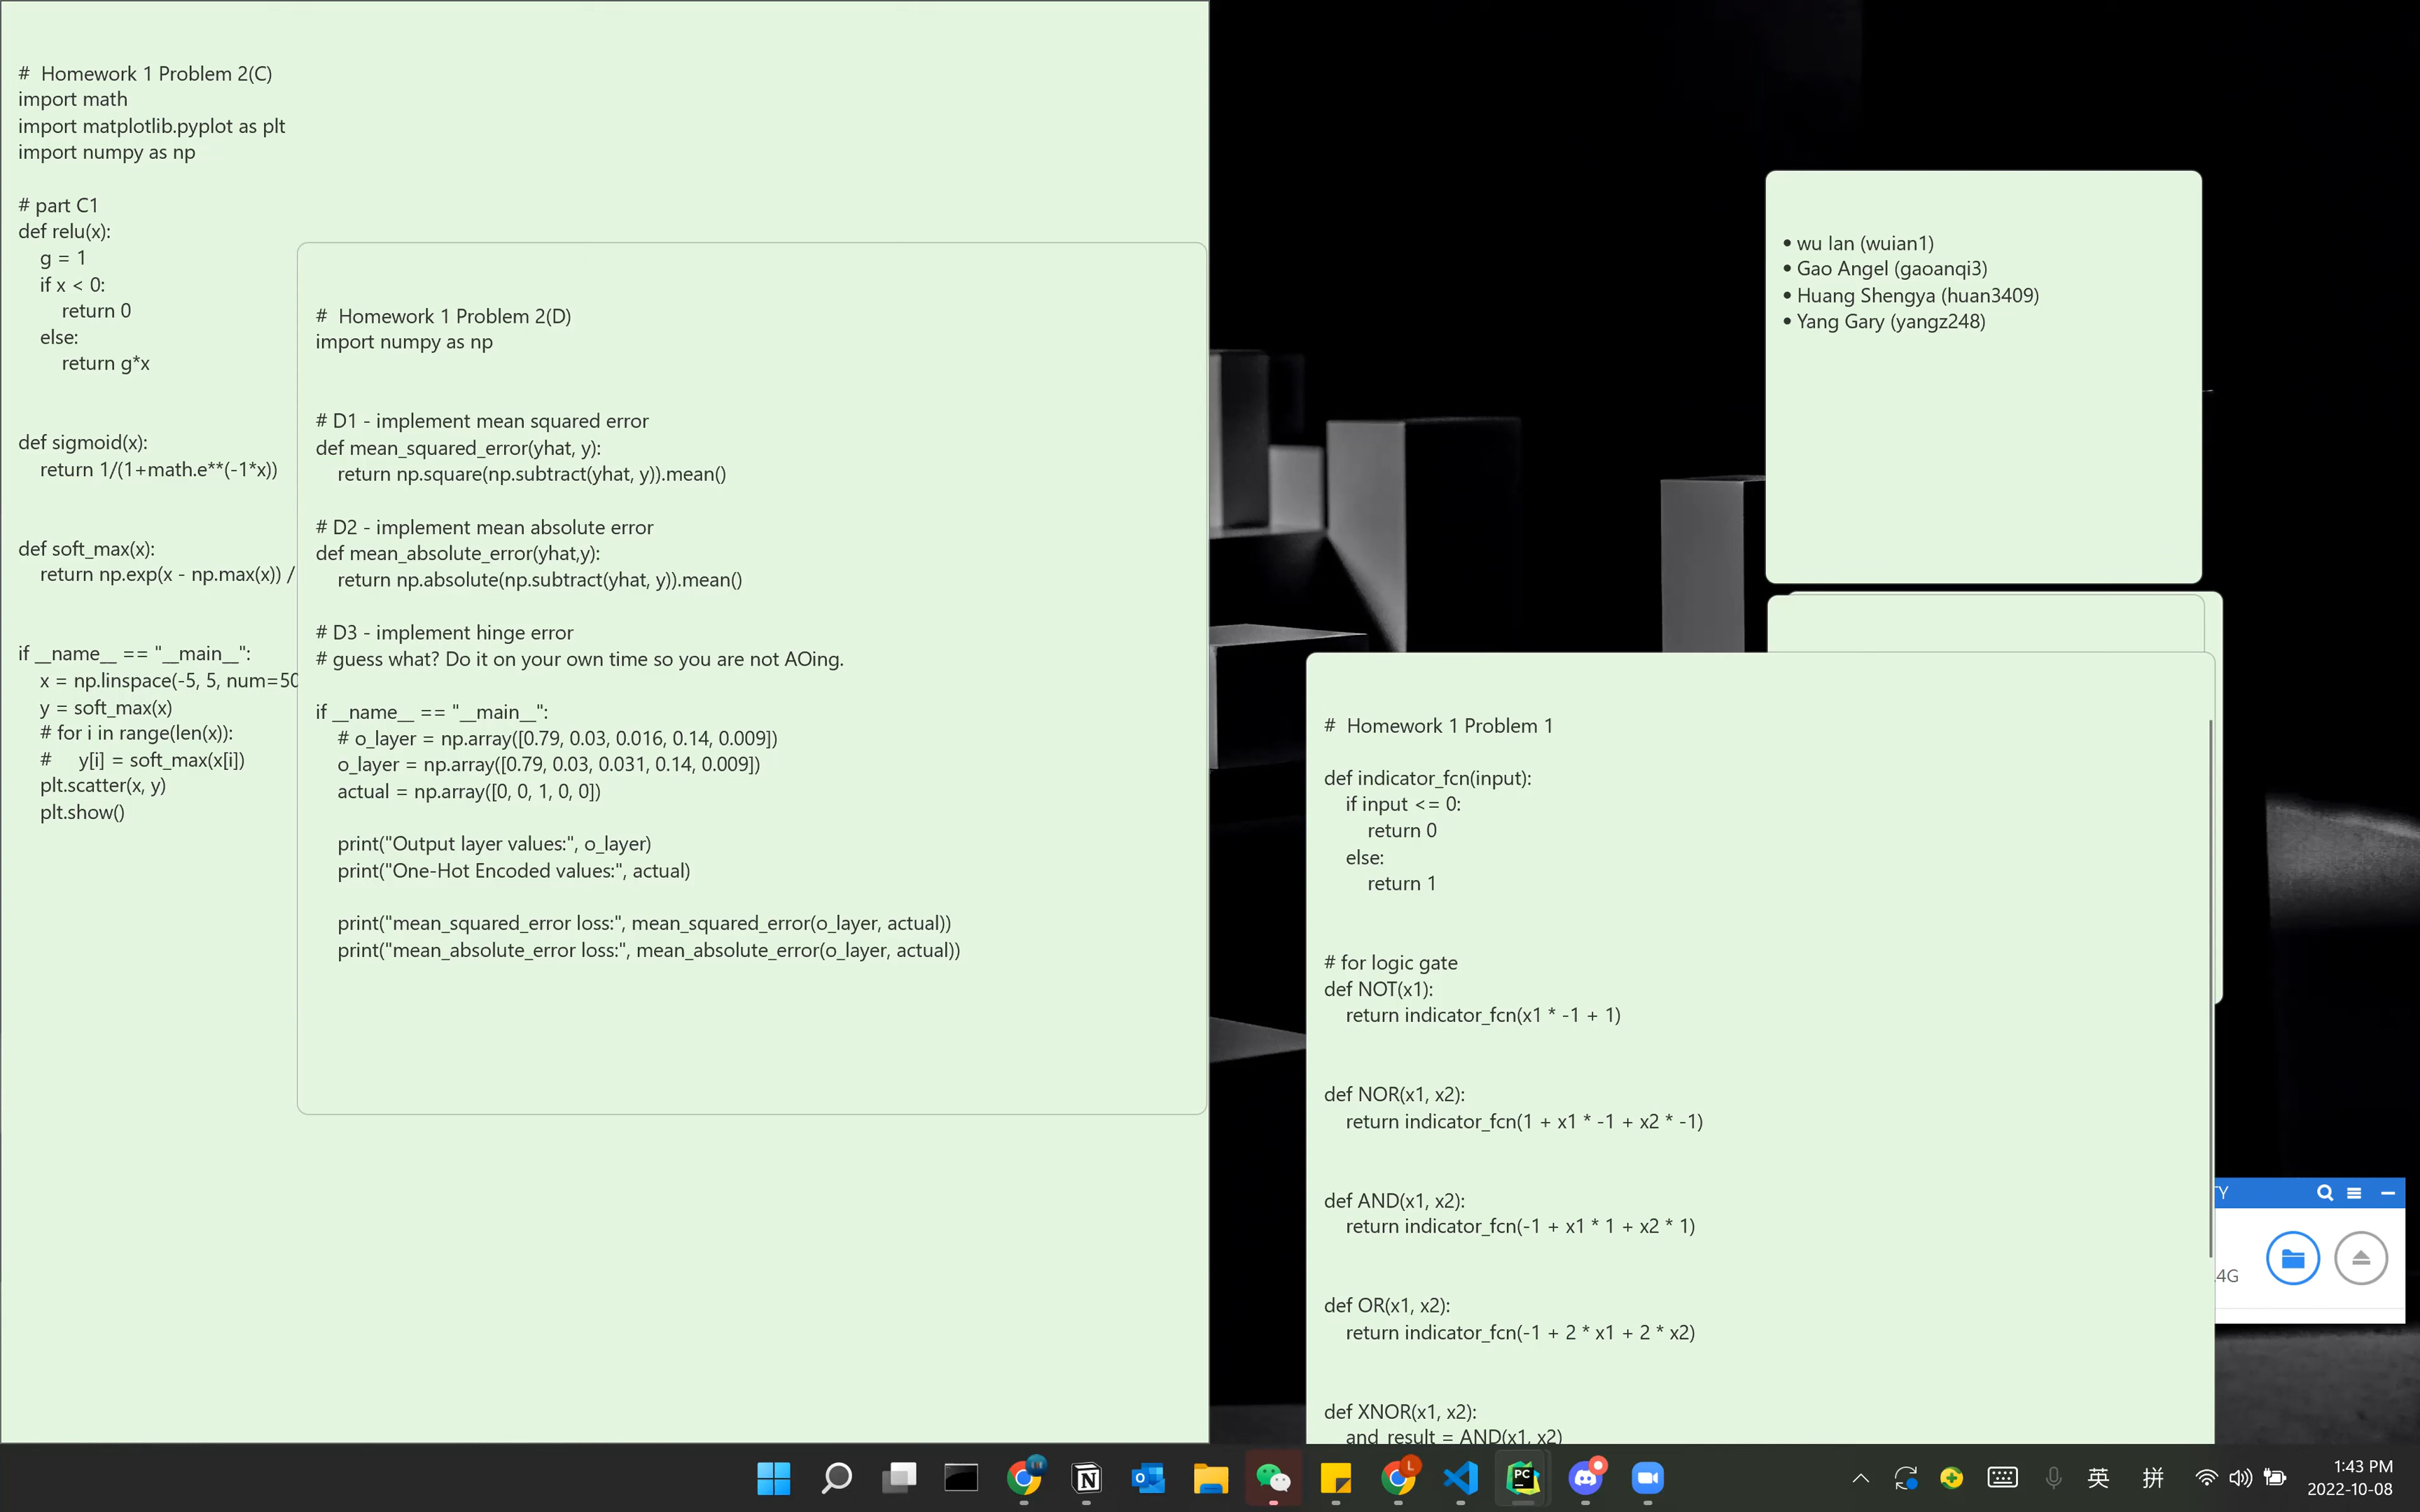 #  Homework 1 Problem 2(C)
import math
import matplotlib.pyplot as plt
import numpy as np
# part C1
def relu(x):
g = 1
if x < 0:
return 0
else:
return g*x
def sigmoid(x):
return 1/(1+math.e**(-1*x))
def soft_max(x):
return np.exp(x - np.max(x)) /
if __name__ == "__main__":
x = np.linspace(-5, 5, num=50
y = soft_max(x)
# for i in range(len(x)):
#     y[i] = soft_max(x[i])
plt.scatter(x, y)
plt.show()
#  Homework 1 Problem 2(D)
import numpy as np
# D1 - implement mean squared error
def mean_squared_error(yhat, y):
return np.square(np.subtract(yhat, y)).mean()
# D2 - implement mean absolute error
def mean_absolute_error(yhat,y):
return np.absolute(np.subtract(yhat, y)).mean()
# D3 - implement hinge error
# guess what? Do it on your own time so you are not AOing.
if __name__ == "__main__":
# o_layer = np.array([0.79, 0.03, 0.016, 0.14, 0.009])
o_layer = np.array([0.79, 0.03, 0.031, 0.14, 0.009])
actual = np.array([0, 0, 1, 0, 0])
print("Output layer values:", o_layer)
print("One-Hot Encoded values:", actual)
print("mean_squared_error loss:", mean_squared_error(o_layer, actual))
print("mean_absolute_error loss:", mean_absolute_error(o_layer, actual))
• wu lan (wuian1)
• Gao Angel (gaoanqi3)
• Huang Shengya (huan3409)
• Yang Gary (yangz248)
#  Homework 1 Problem 1
def indicator_fcn(input):
if input <= 0:
return 0
else:
return 1
# for logic gate
def NOT(x1):
return indicator_fcn(x1 * -1 + 1)
def NOR(x1, x2):
return indicator_fcn(1 + x1 * -1 + x2 * -1)
def AND(x1, x2):
return indicator_fcn(-1 + x1 * 1 + x2 * 1)
def OR(x1, x2):
return indicator_fcn(-1 + 2 * x1 + 2 * x2)
def XNOR(x1, x2):
and_result = AND(x1, x2)
TY
4G
英
拼
1:43 PM
2022-10-08